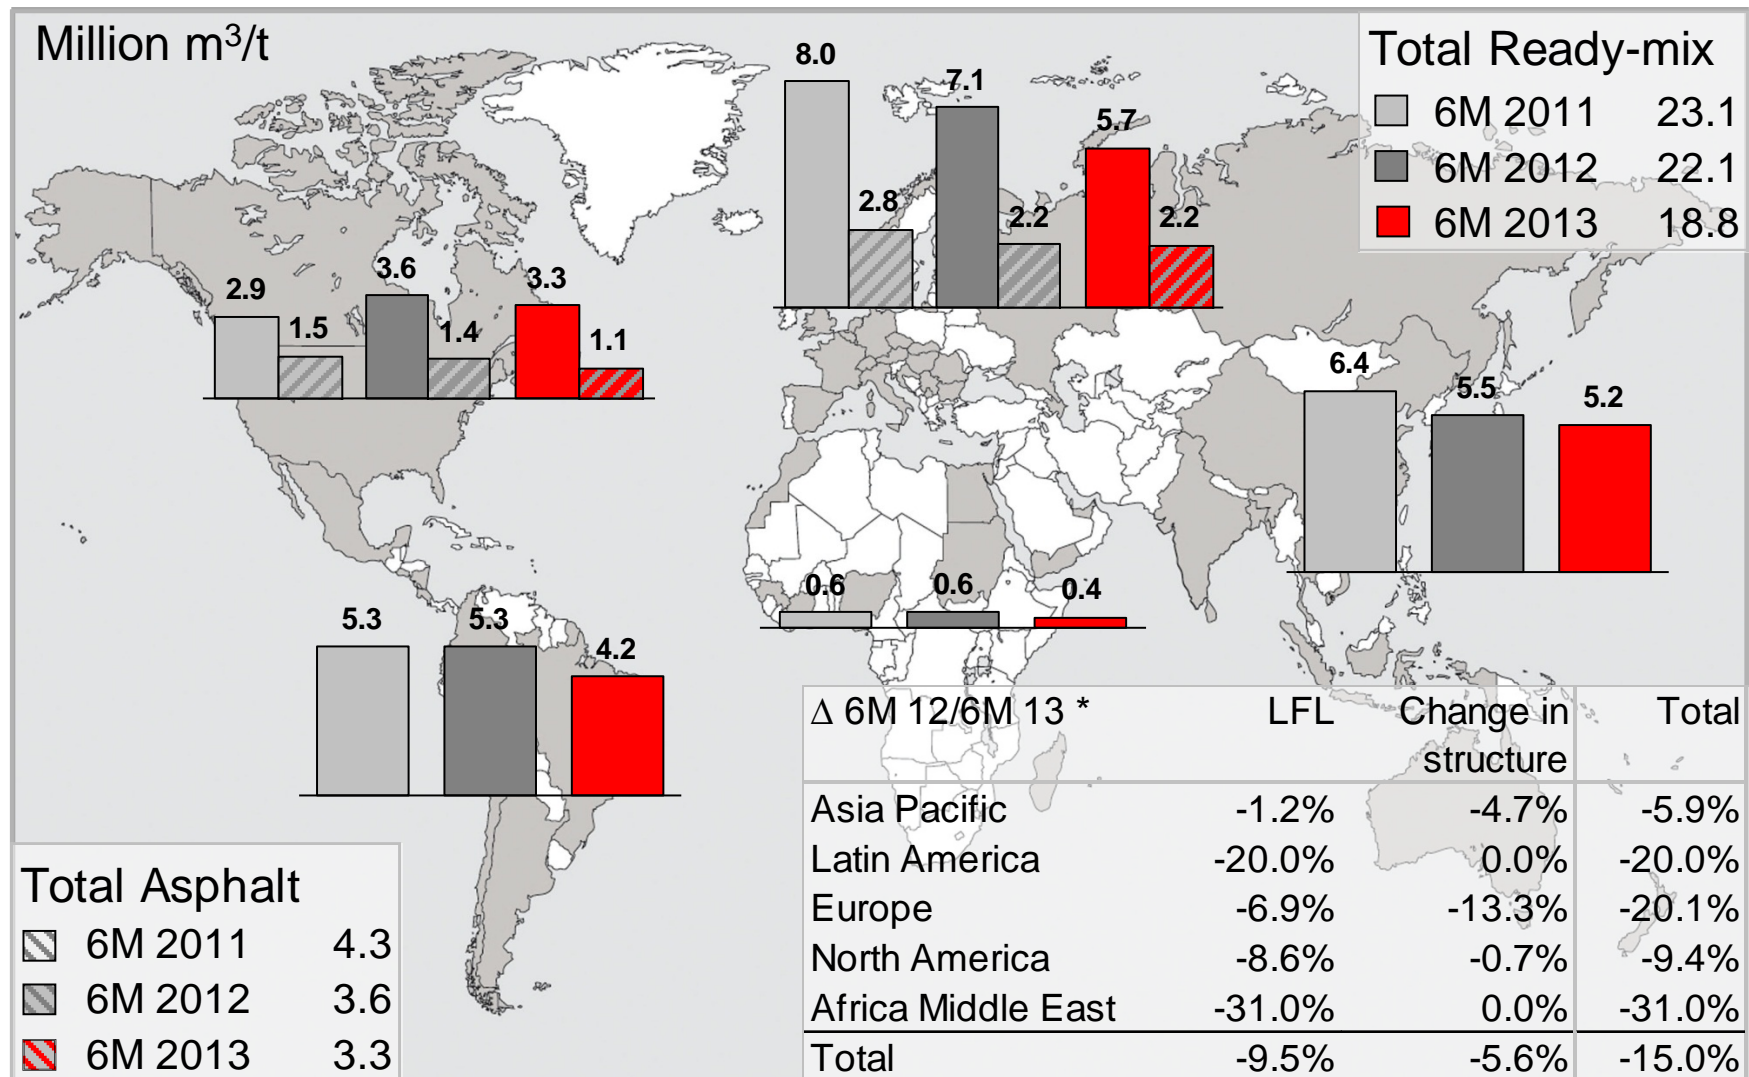 Million m³/t
Total Ready-mix
6M 2011 23.1
6M 2012 22.1
6M 2013 18.8
8.0
7.1
5.7
2.8
2.2
2.2
2.9
3.6
3.3
1.5
1.4
1.1
6.4
5.5
5.2
0.6
0.6
0.4
5.3
5.3
4.2
Δ 6M 12/6M 13 * LFL Change in structure Total
Asia Pacific -1.2% -4.7% -5.9%
Latin America -20.0% 0.0% -20.0%
Europe -6.9% -13.3% -20.1%
North America -8.6% -0.7% -9.4%
Africa Middle East -31.0% 0.0% -31.0%
Total -9.5% -5.6% -15.0%
Total Asphalt
6M 2011 4.3
6M 2012 3.6
6M 2013 3.3